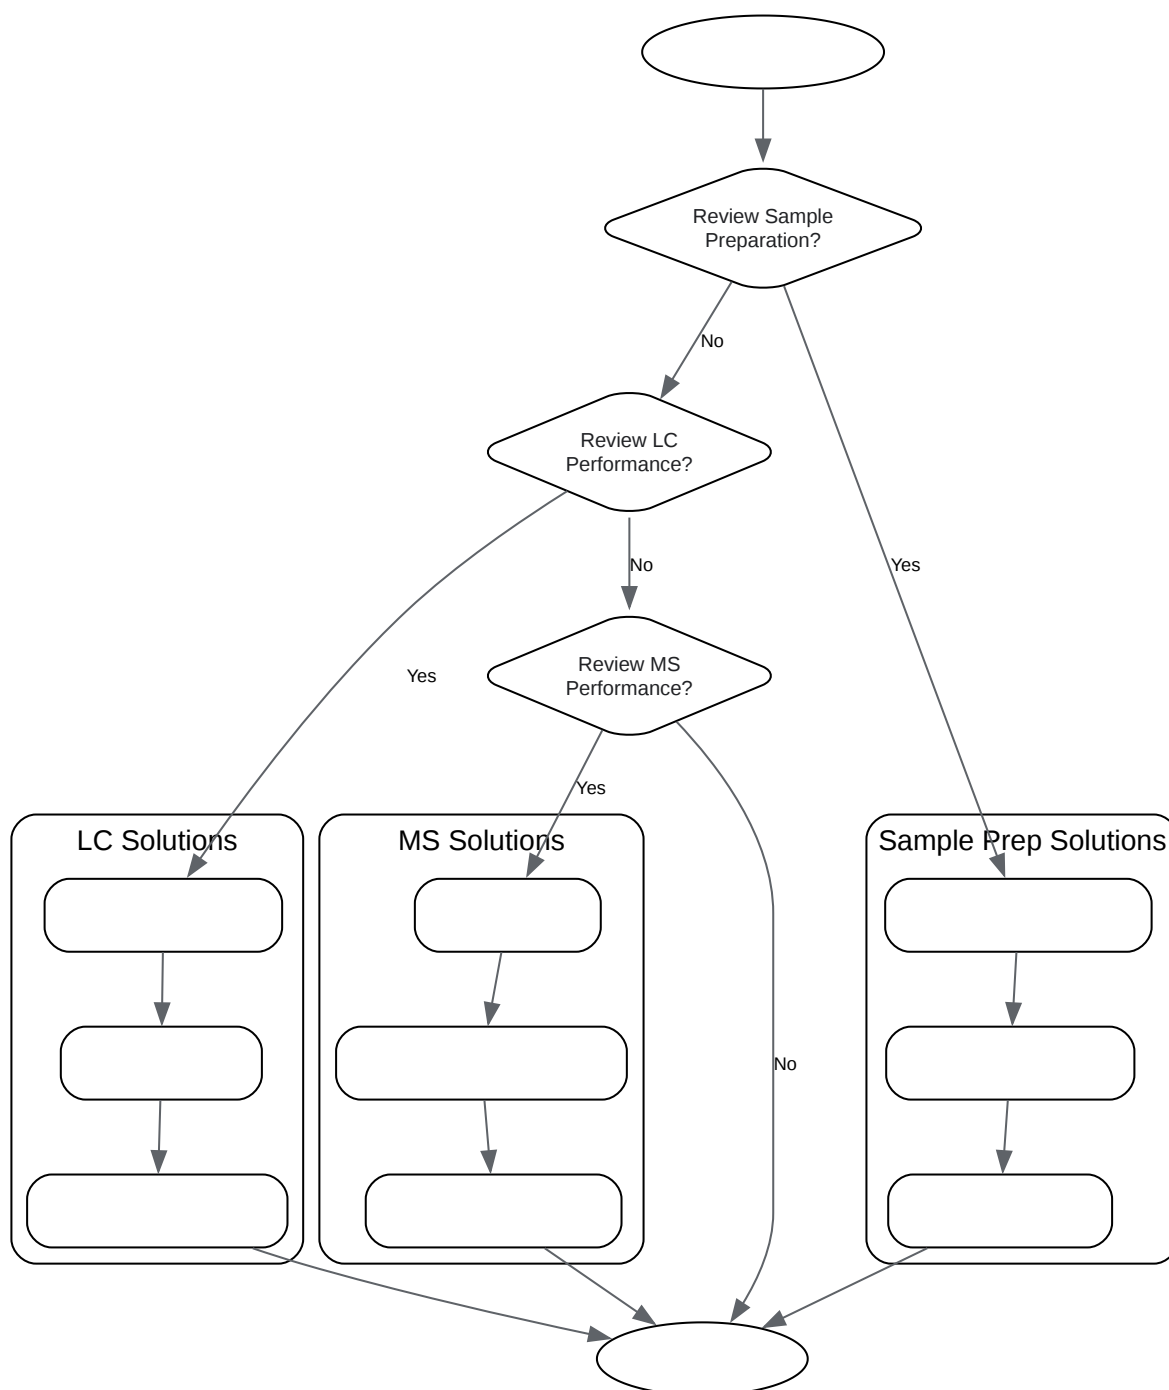 Review Sample
Preparation?
No
Review LC
Performance?
No
Yes
Review MS
Performance?
Yes
Yes
LC Solutions
MS Solutions
Sample Prep Solutions
No